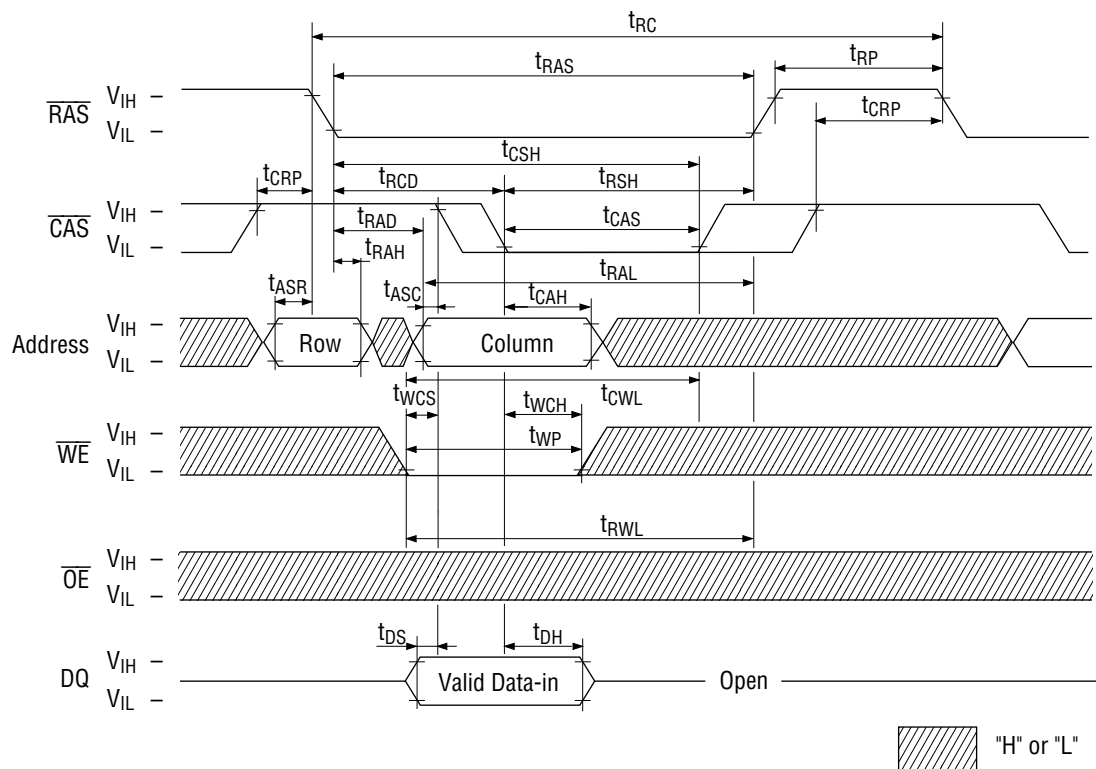 tRC
tRAS
tRP
RAS
VIH –
VIL –
tCRP
tCSH
tCRP
tRCD
tRSH
CAS
VIH –
VIL –
tRAD
tCAS
tRAH
tRAL
tASR
tASC
tCAH
Address
VIH –
VIL –
Row
Column
tCWL
tWCS
tWCH
WE
VIH –
VIL –
tWP
tRWL
OE
VIH –
VIL –
tDS
tDH
DQ
VIH –
VIL –
Valid Data-in
Open
"H" or "L"